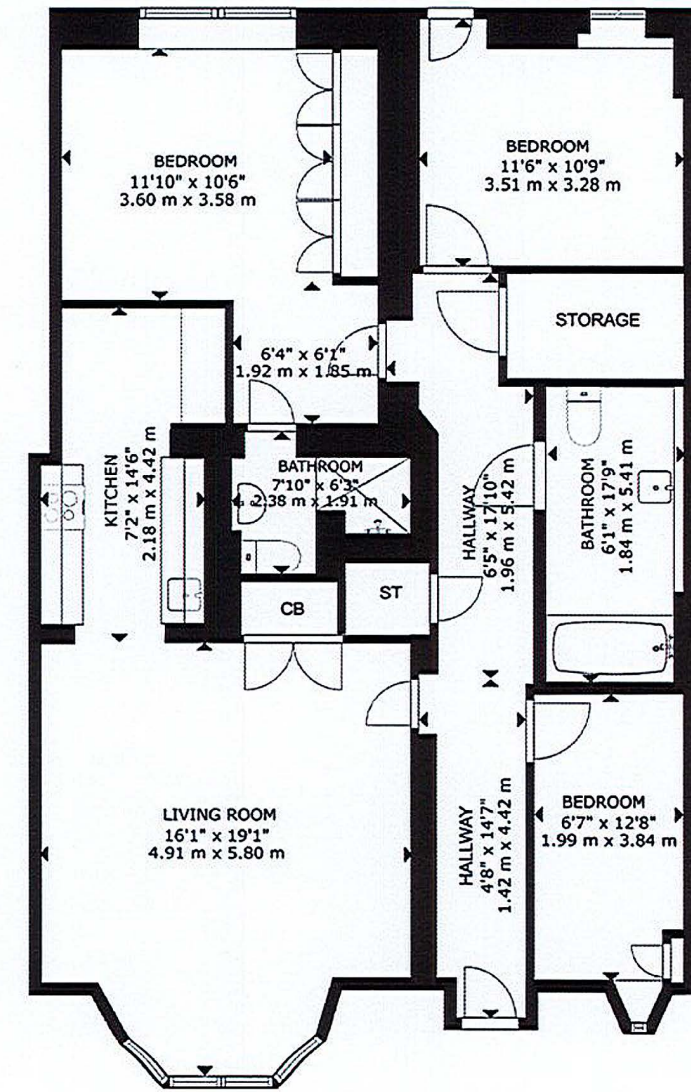 BEDROOM
11'10" x 10'6"
3.60 m x 3.58 m
BEDROOM
11'6" x 10'9"
3.51 m x 3.28 m
STORAGE
6'4" x 6'1"
1.92 m x 1.85 m
KITCHEN
7'2" x 14'6"
2.18 m x 4.42 m
BATHROOM
7'10" x 6'3"
2.38 m x 1.91 m
HALLWAY
6'5" x 17'10"
1.96 m x 5.42 m
BATHROOM
6'1" x 17'9"
1.84 m x 5.41 m
CB
ST
LIVING ROOM
16'1" x 19'1"
4.91 m x 5.80 m
HALLWAY
4'8" x 14'7"
1.42 m x 4.42 m
BEDROOM
6'7" x 12'8"
1.99 m x 3.84 m